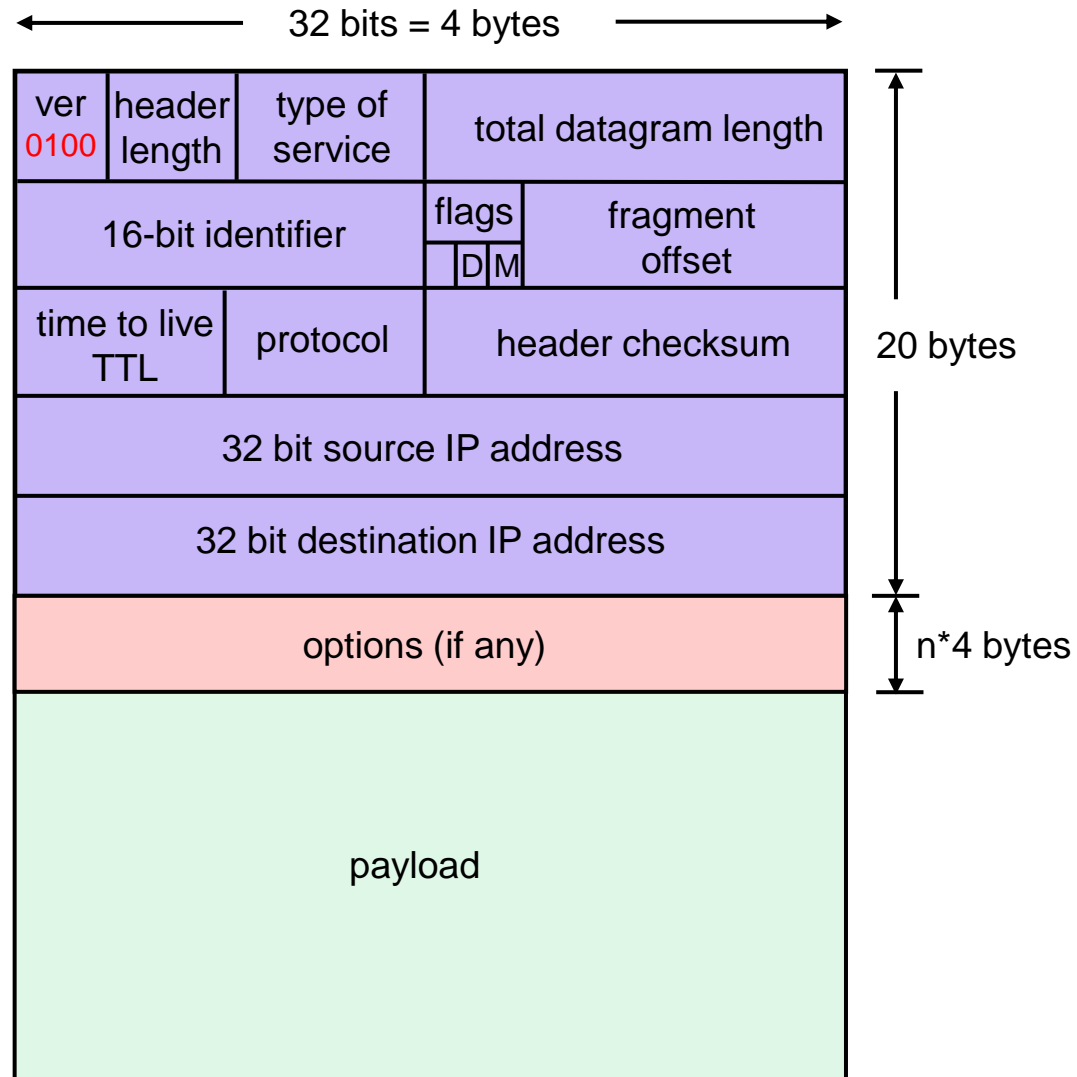 32 bits = 4 bytes
ver
0100
header
length
type of
service
total datagram length
16-bit identifier
flags
D M
fragment
offset
time to live
TTL
protocol
header checksum
20 bytes
32 bit source IP address
32 bit destination IP address
options (if any)
n*4 bytes
payload